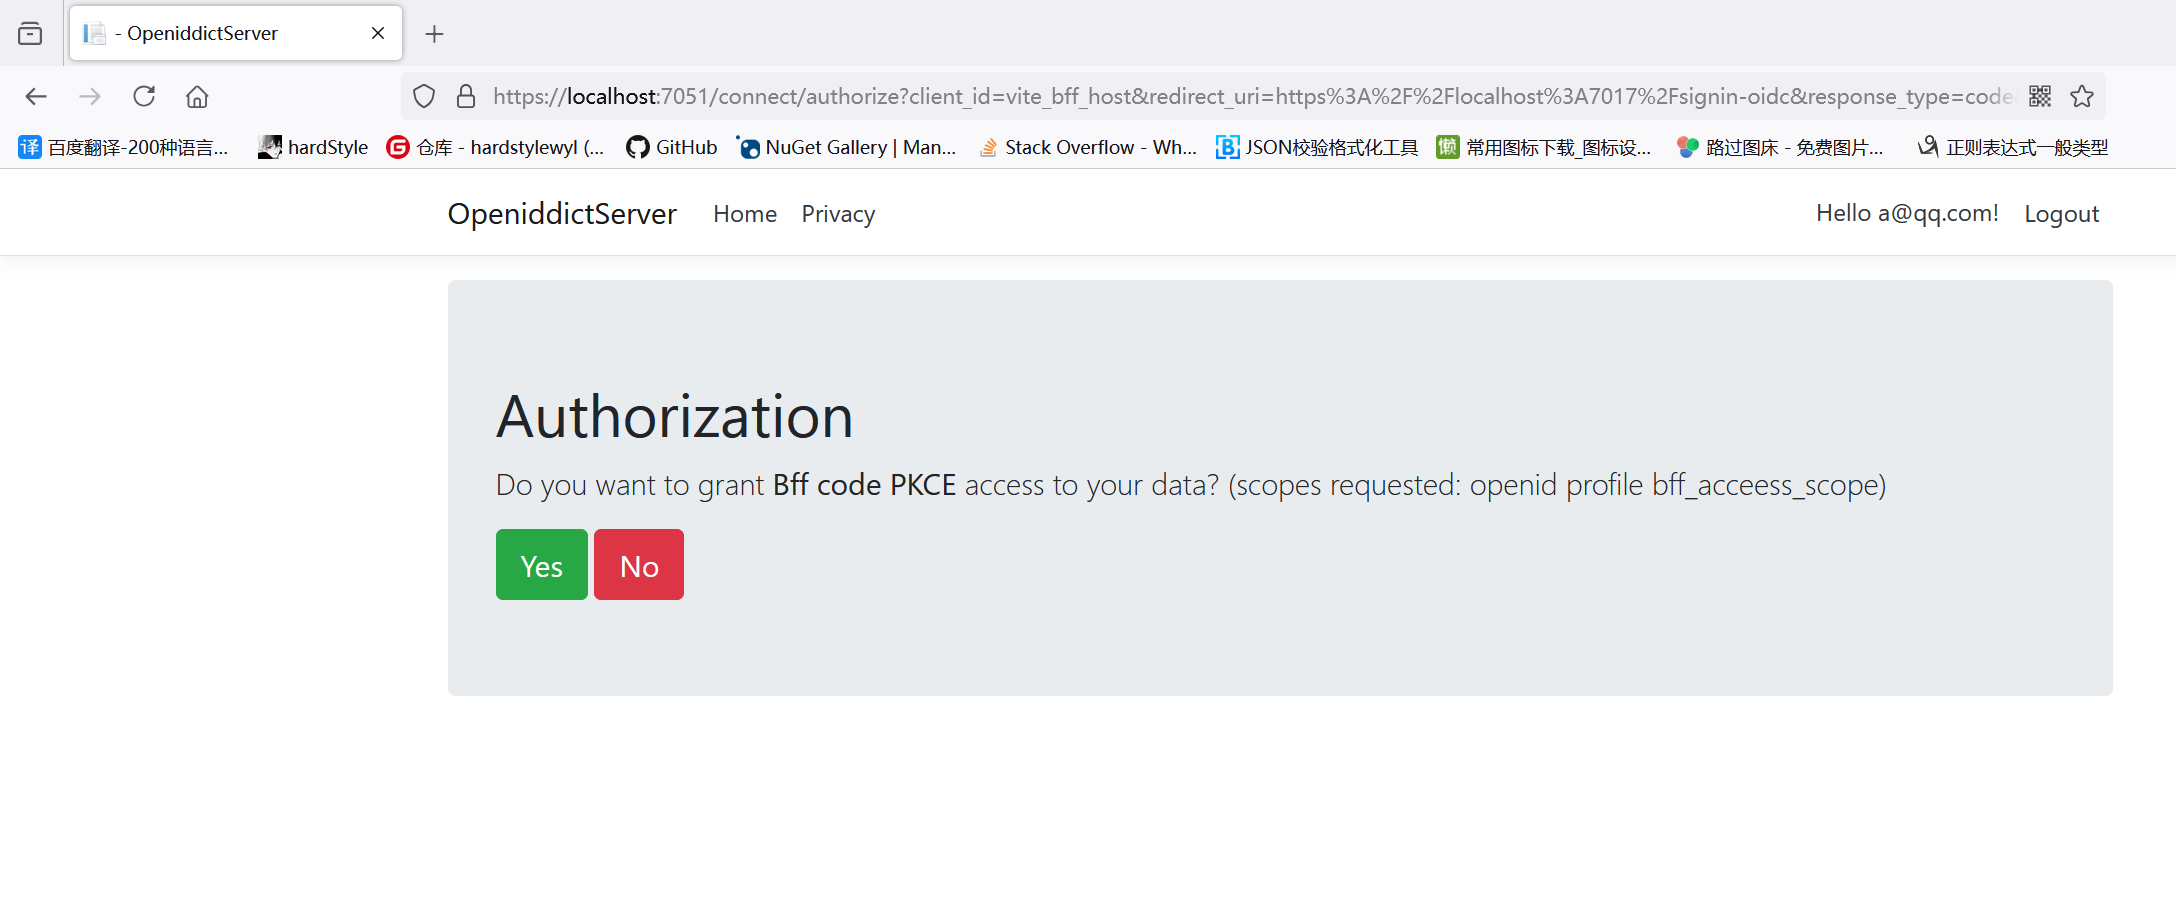 - OpeniddictServer
https://localhost:7051/connect/authorize?client_id=vite_bff_host&redirect_uri=https%3A%2F%2Flocalhost%3A7017%2Fsignin-oidc&response_type=code
百度翻译-200种语言... hardStyle 仓库 - hardstylewyl (... GitHub NuGet Gallery | Man... Stack Overflow - Wh... JSON校验格式化工具 常用图标下载_图标设... 路过图床 - 免费图片... 正则表达式一般类型
OpeniddictServer Home Privacy Hello a@qq.com! Logout
Authorization
Do you want to grant Bff code PKCE access to your data? (scopes requested: openid profile bff_acceess_scope)
Yes No